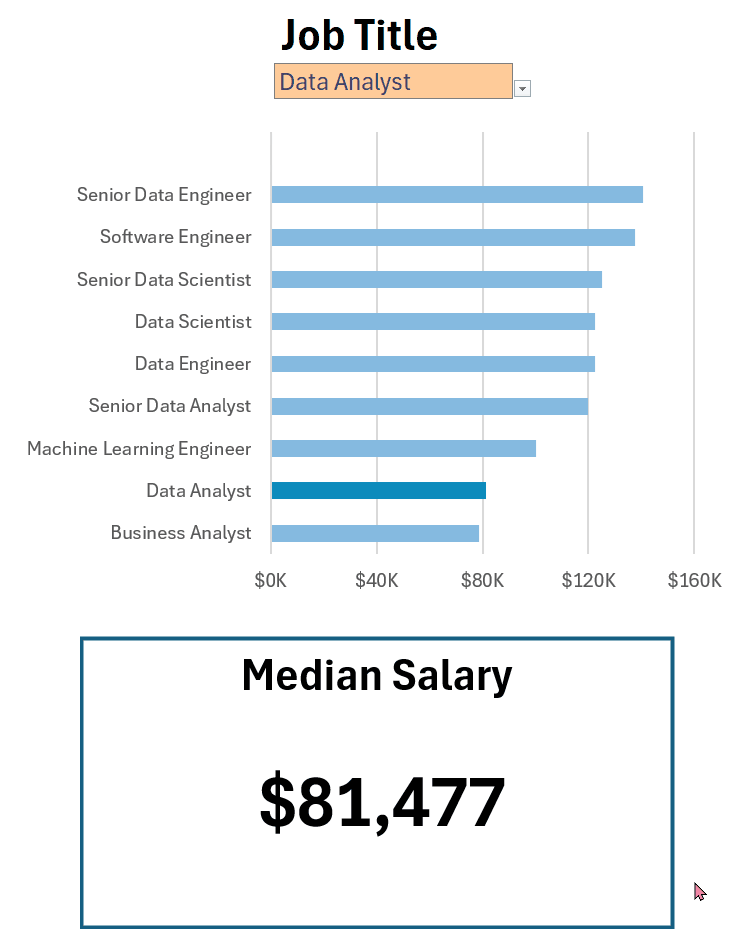 Job Title
Data Analyst
Senior Data Engineer
Software Engineer
Senior Data Scientist
Data Scientist
Data Engineer
Senior Data Analyst
Machine Learning Engineer
Data Analyst
Business Analyst
$0K $40K $80K $120K $160K
Median Salary
$81,477